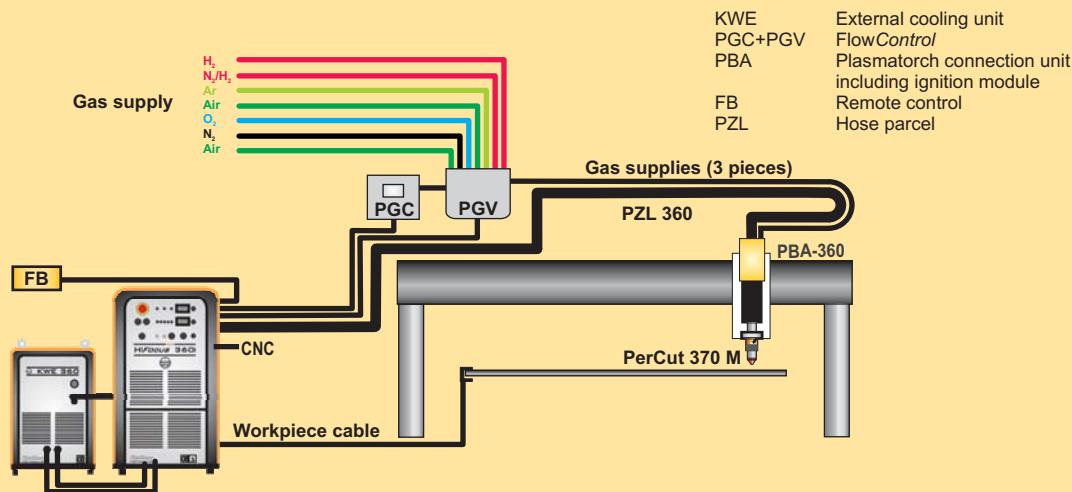 KWE External cooling unit
PGC+PGV FlowControl
PBA Plasmatorch connection unit
including ignition module
FB Remote control
PZL Hose parcel
Gas supply
H₂
N₂/H₂
Ar
Air
O₂
N₂
Air
Gas supplies (3 pieces)
PGC
PGV
PZL 360
PBA-360
FB
HiFocus 360i
CNC
PerCut 370 M
KWE 360
Workpiece cable